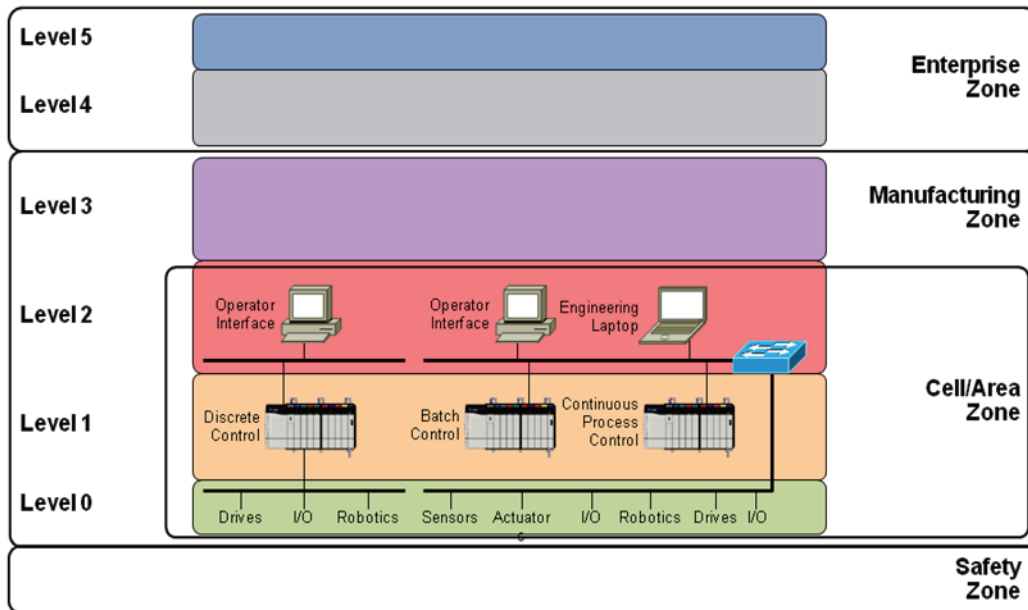 Level 5
Enterprise
Zone
Level 4
Level 3
Manufacturing
Zone
Level 2
Operator
Interface
Operator
Interface
Engineering
Laptop
Cell/Area
Zone
Level 1
Discrete
Control
Batch
Control
Continuous
Process
Control
Level 0
Drives I/O Robotics Sensors Actuator I/O Robotics Drives I/O
s
Safety
Zone